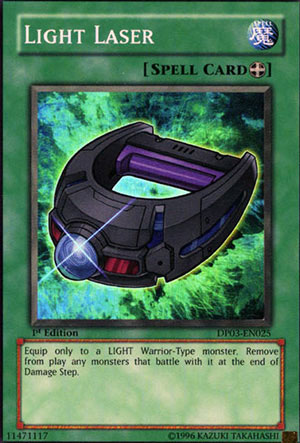 LIGHT LASER
魔
[SPELL CARD]
1st Edition
DP03-EN025
Equip only to a LIGHT Warrior-Type monster. Remove
from play any monsters that battle with it at the end of
Damage Step.
11471117
©1996 KAZUKI TAKAHASHI